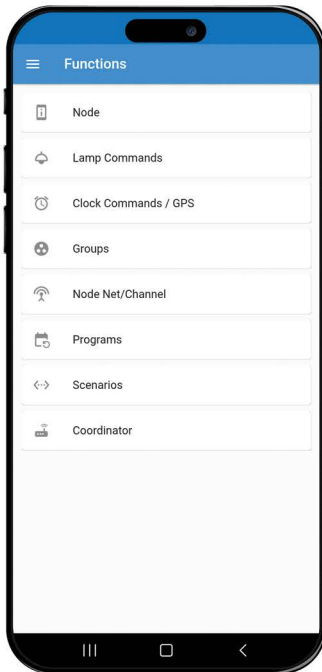 Functions
Node
Lamp Commands
Clock Commands / GPS
Groups
Node Net/Channel
Programs
Scenarios
Coordinator